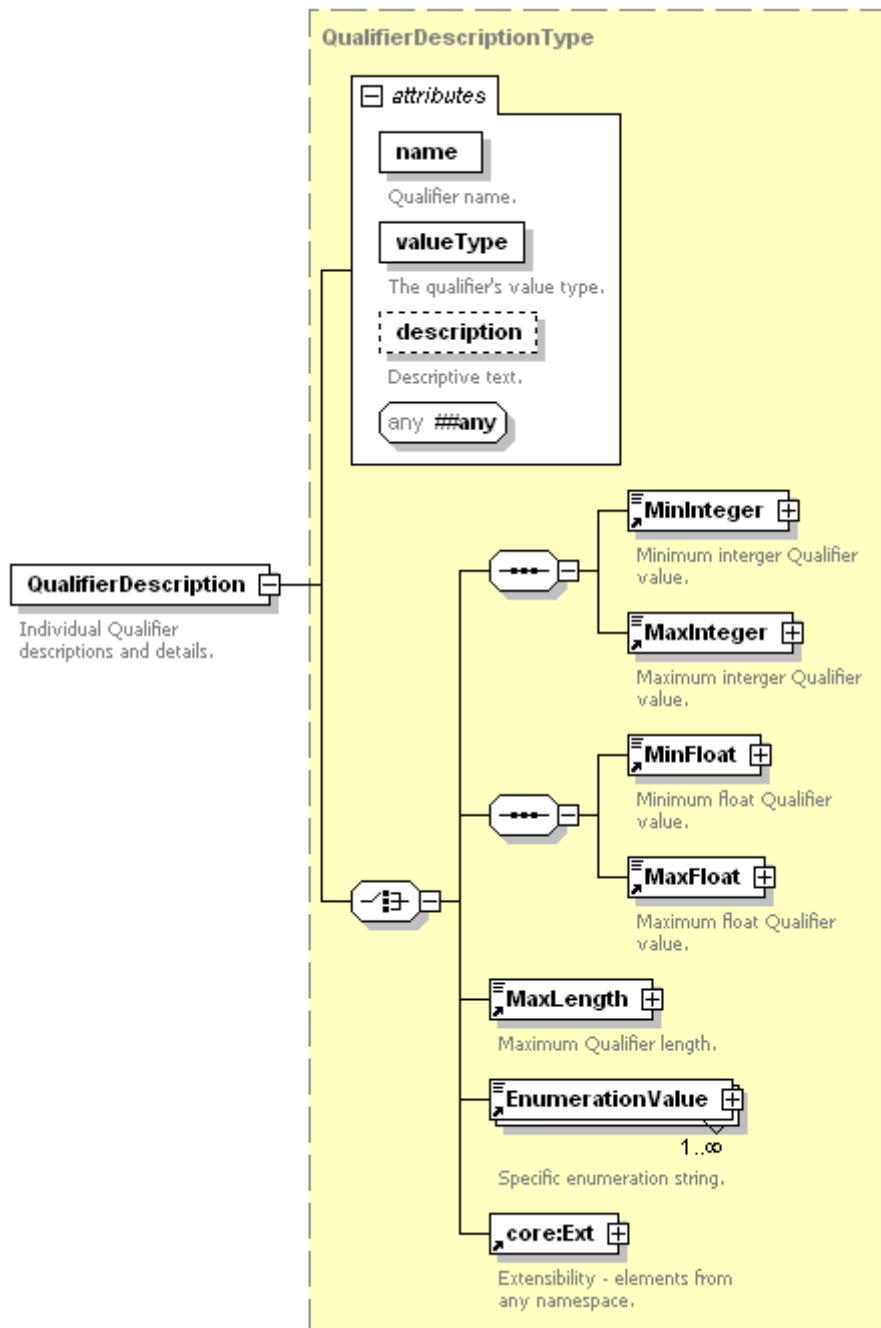 QualifierDescriptionType
attributes
name
Qualifier name.
valueType
The qualifier's value type.
description
Descriptive text.
any ##any
QualifierDescription
Individual Qualifier
descriptions and details.
MinInteger
Minimum interger Qualifier
value.
MaxInteger
Maximum interger Qualifier
value.
MinFloat
Minimum float Qualifier
value.
MaxFloat
Maximum float Qualifier
value.
MaxLength
Maximum Qualifier length.
EnumerationValue
1..∞
Specific enumeration string.
core:Ext
Extensibility - elements from
any namespace.